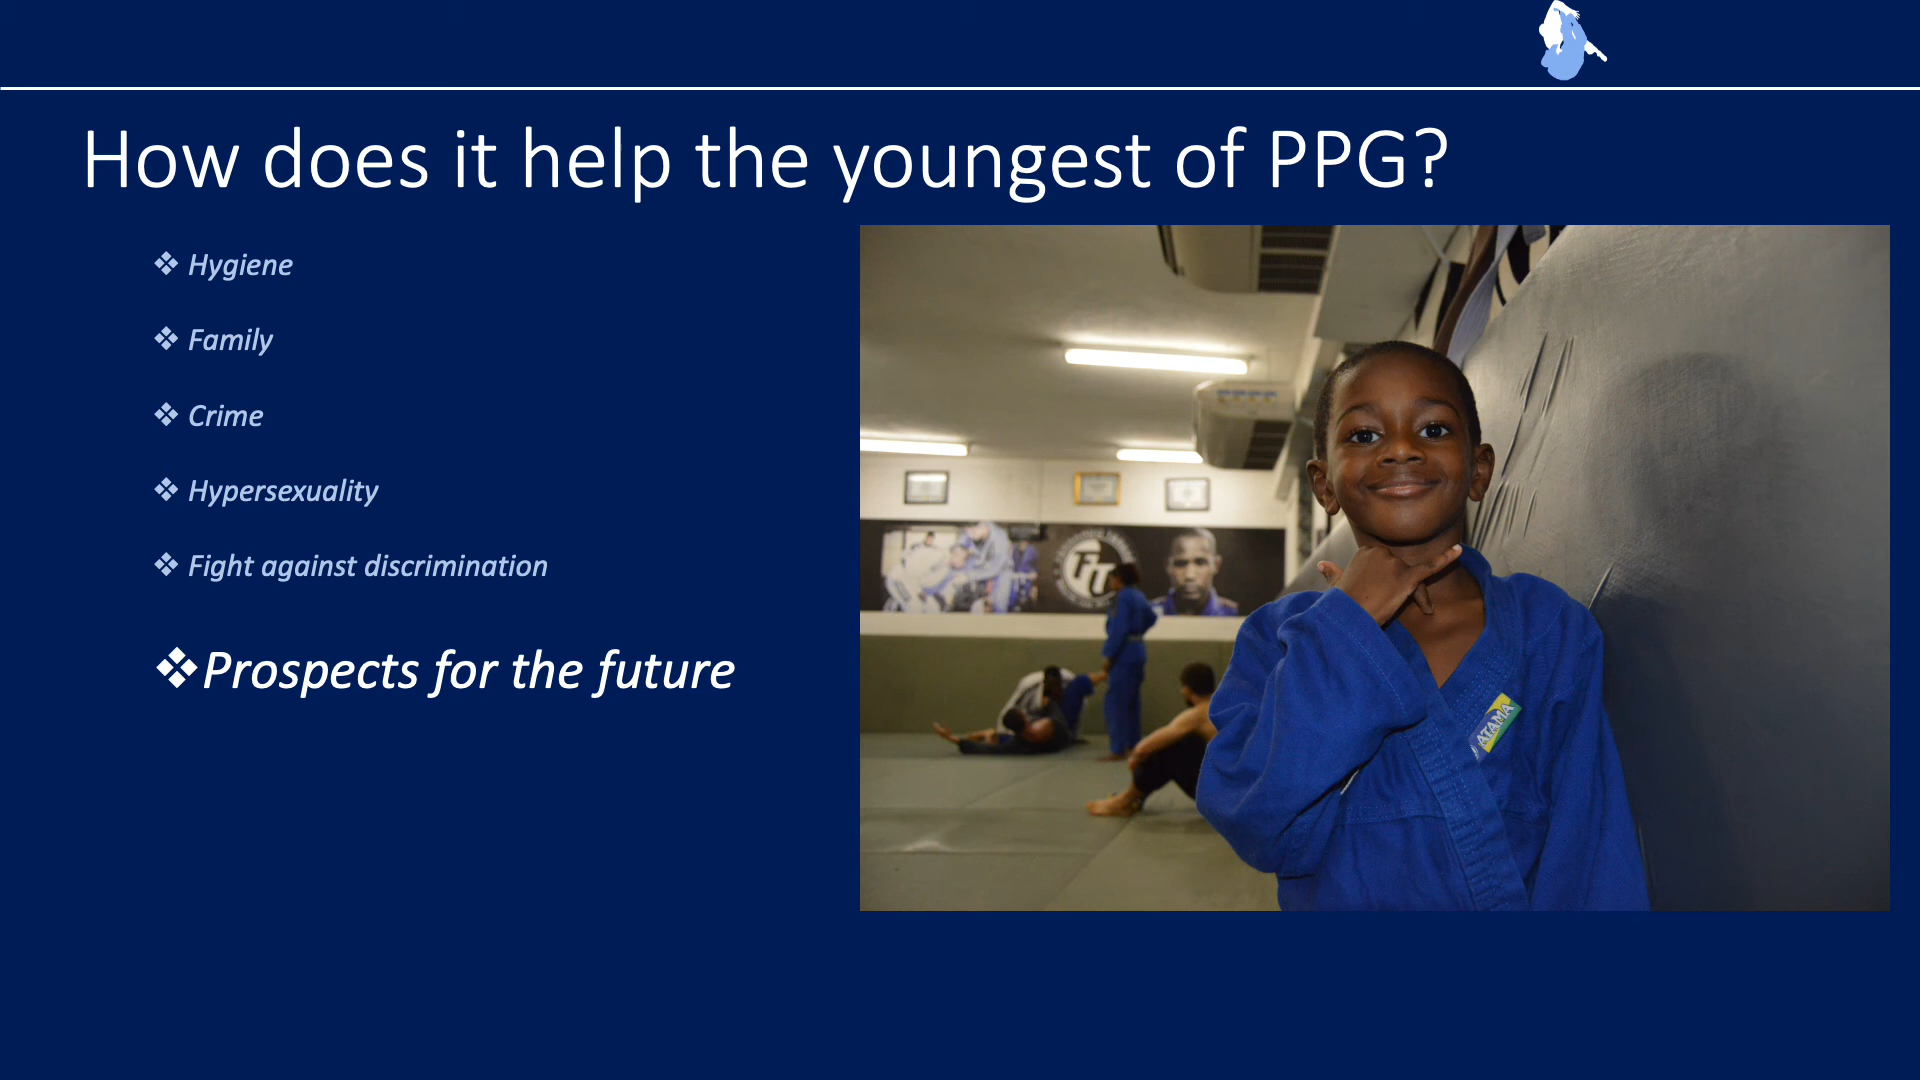 How does it help the youngest of PPG?
❖ Hygiene
❖ Family
❖ Crime
❖ Hypersexuality
❖ Fight against discrimination
❖Prospects for the future
ATAMA